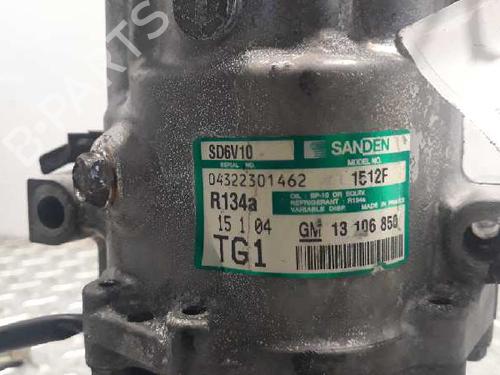 SD6V10
SANDEN
SERIAL NO.
MODEL NO.
04322301462
1512F
R134a
OIL : SP-10 OR EQUIV.
REFRIGERANT : R134a
VARIABLE DISP. MADE IN FRANCE
15 1 04
TG1
GM 13 106 850
B-PARTS